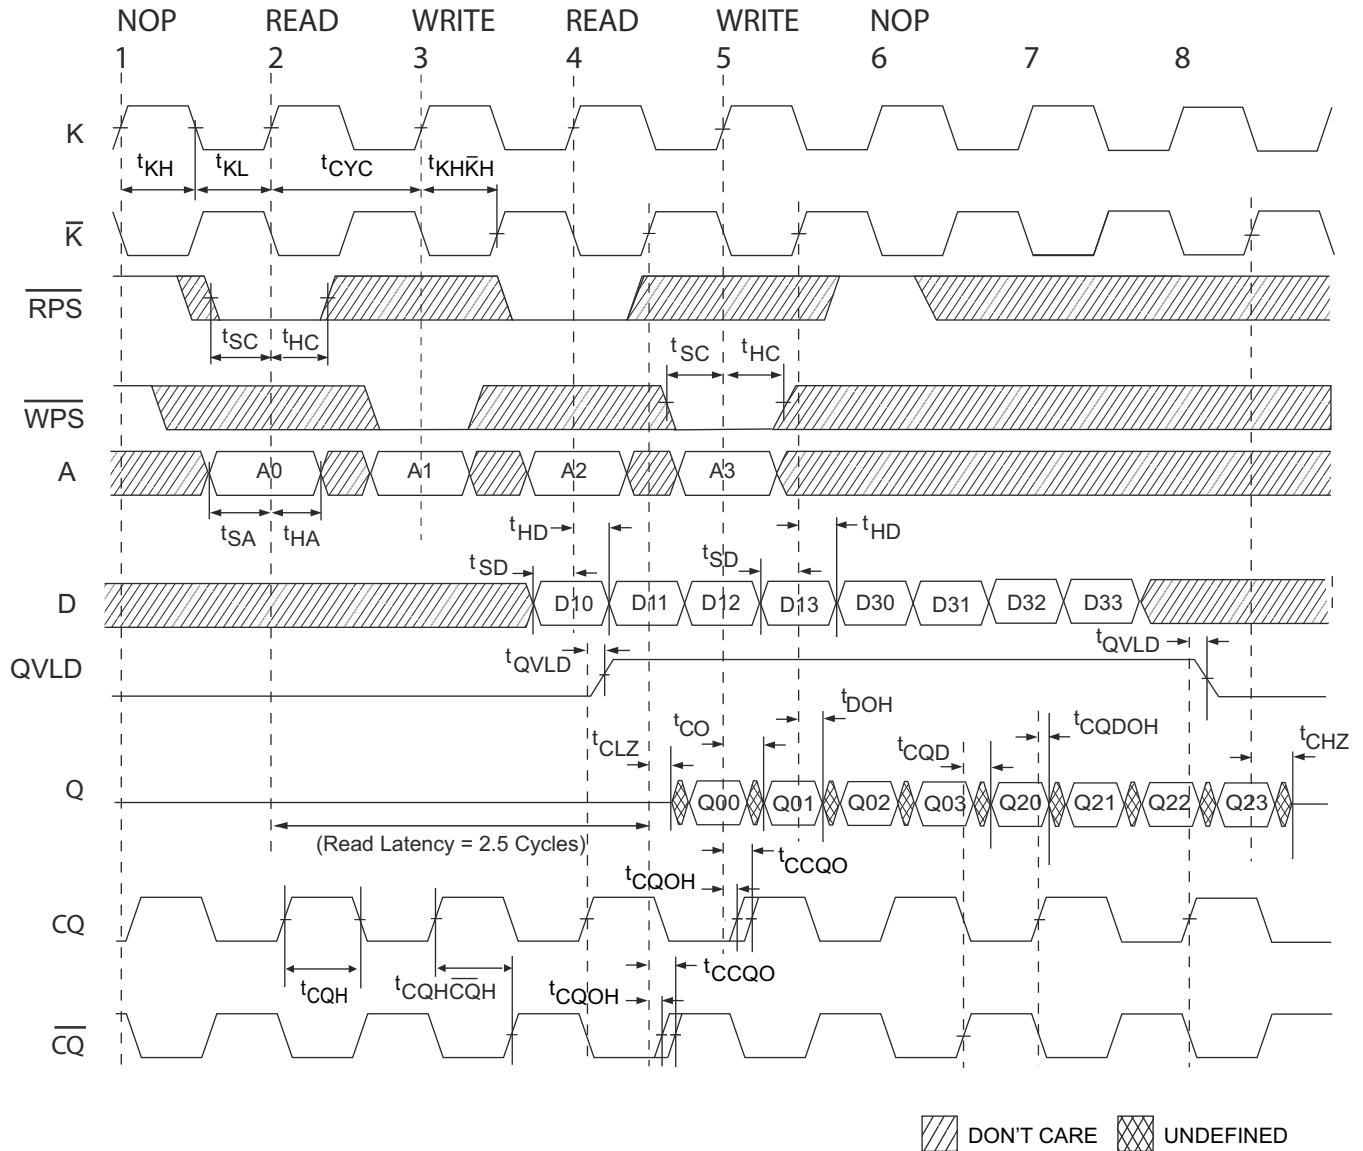 NOP READ WRITE READ WRITE NOP
1 2 3 4 5 6 7 8
K
tKH tKL tCYC tKHK̅H
K̅
R̅P̅S̅
tSC tHC tSC tHC
W̅P̅S̅
A A0 A1 A2 A3
tSA tHA
tHD tSD tHD
tSD
D D10 D11 D12 D13 D30 D31 D32 D33
QVLD tQVLD tQVLD
tCLZ tCO tDOH tCQD tCQDOH tCHZ
Q Q00 Q01 Q02 Q03 Q20 Q21 Q22 Q23
(Read Latency = 2.5 Cycles)
tCQOH tCCQO
CQ
tCQH tCQHC̅Q̅H tCQOH tCCQO
C̅Q̅
DON'T CARE UNDEFINED